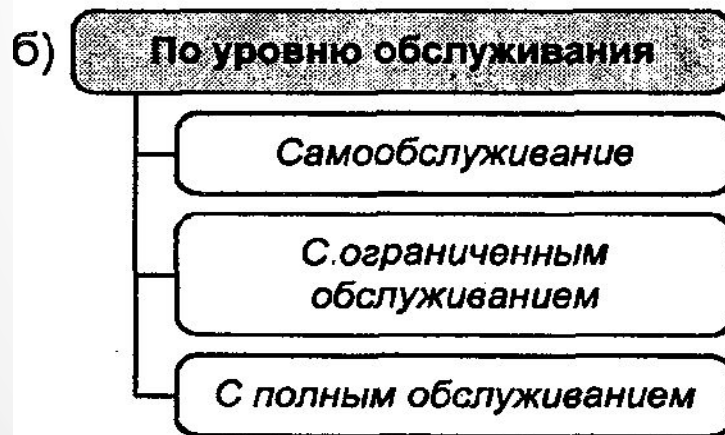 б) По уровню обслуживания
Самообслуживание
С.ограниченным
обслуживанием
С полным обслуживанием